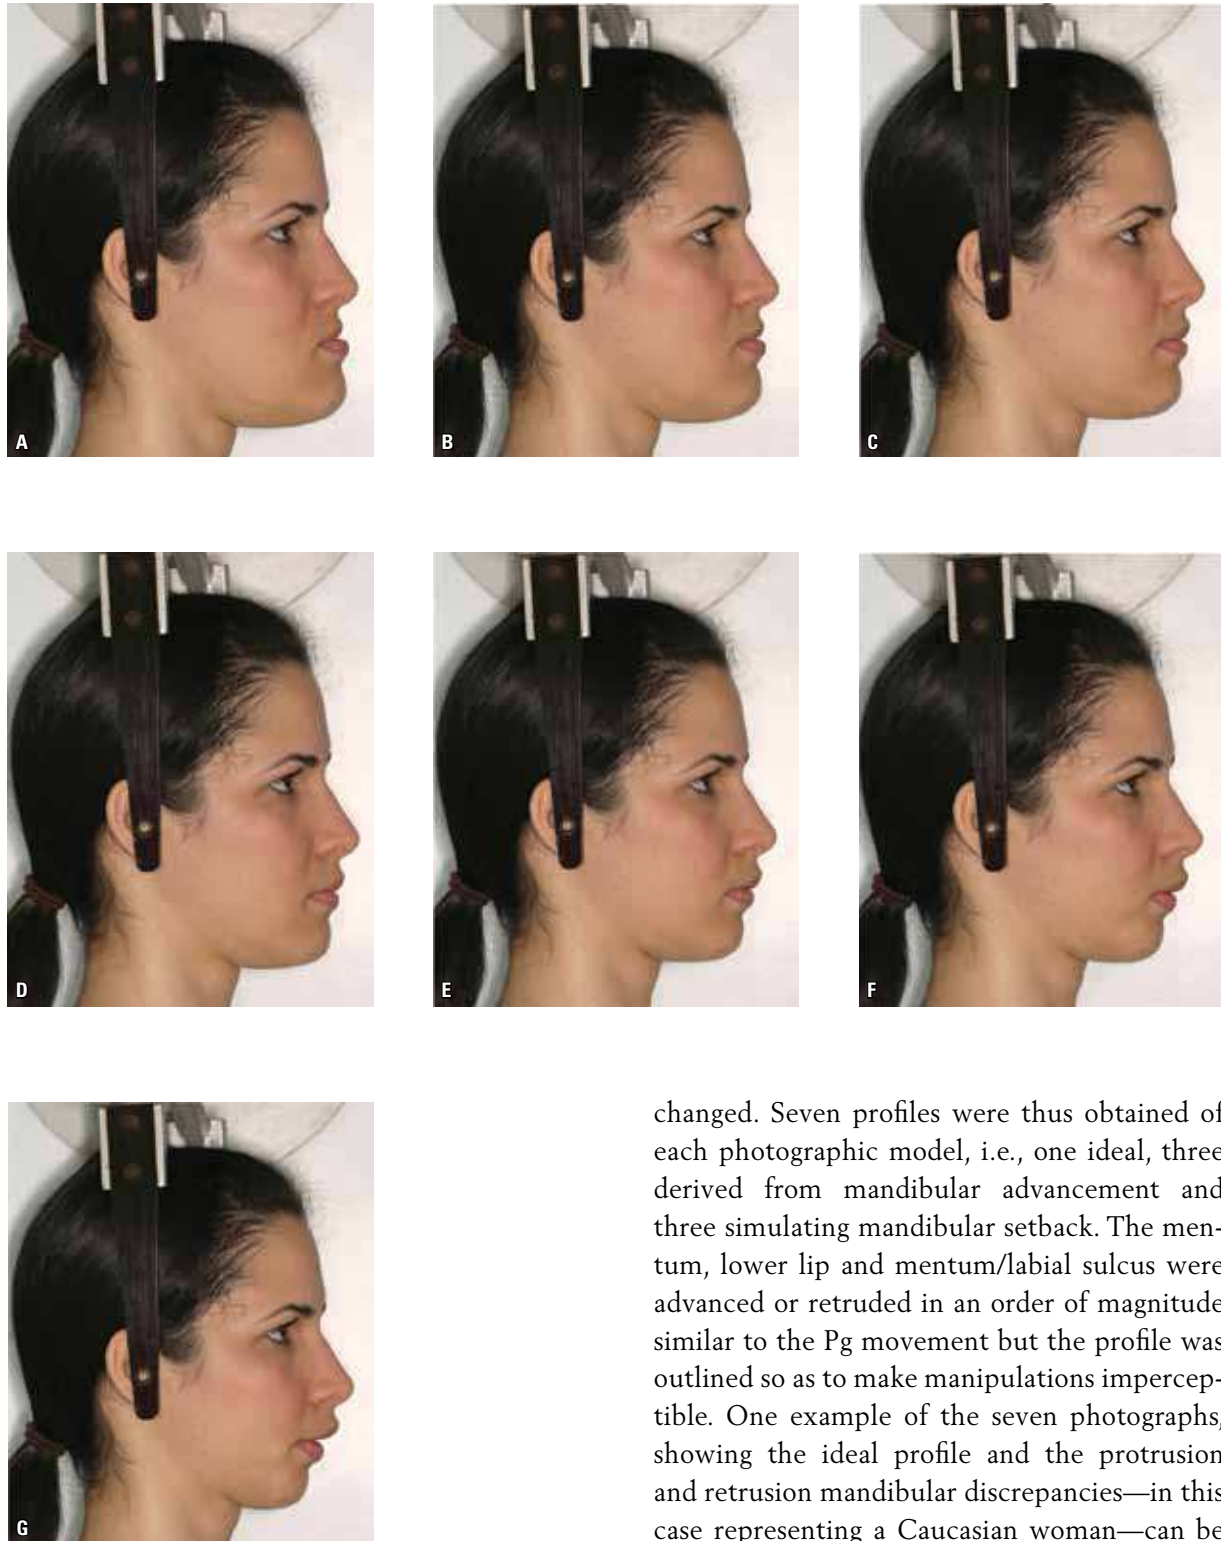 A
B
C
D
E
F
G
changed. Seven profiles were thus obtained of
each photographic model, i.e., one ideal, three
derived from mandibular advancement and
three simulating mandibular setback. The men-
tum, lower lip and mentum/labial sulcus were
advanced or retruded in an order of magnitude
similar to the Pg movement but the profile was
outlined so as to make manipulations impercep-
tible. One example of the seven photographs,
showing the ideal profile and the protrusion
and retrusion mandibular discrepancies—in this
case representing a Caucasian woman—can be